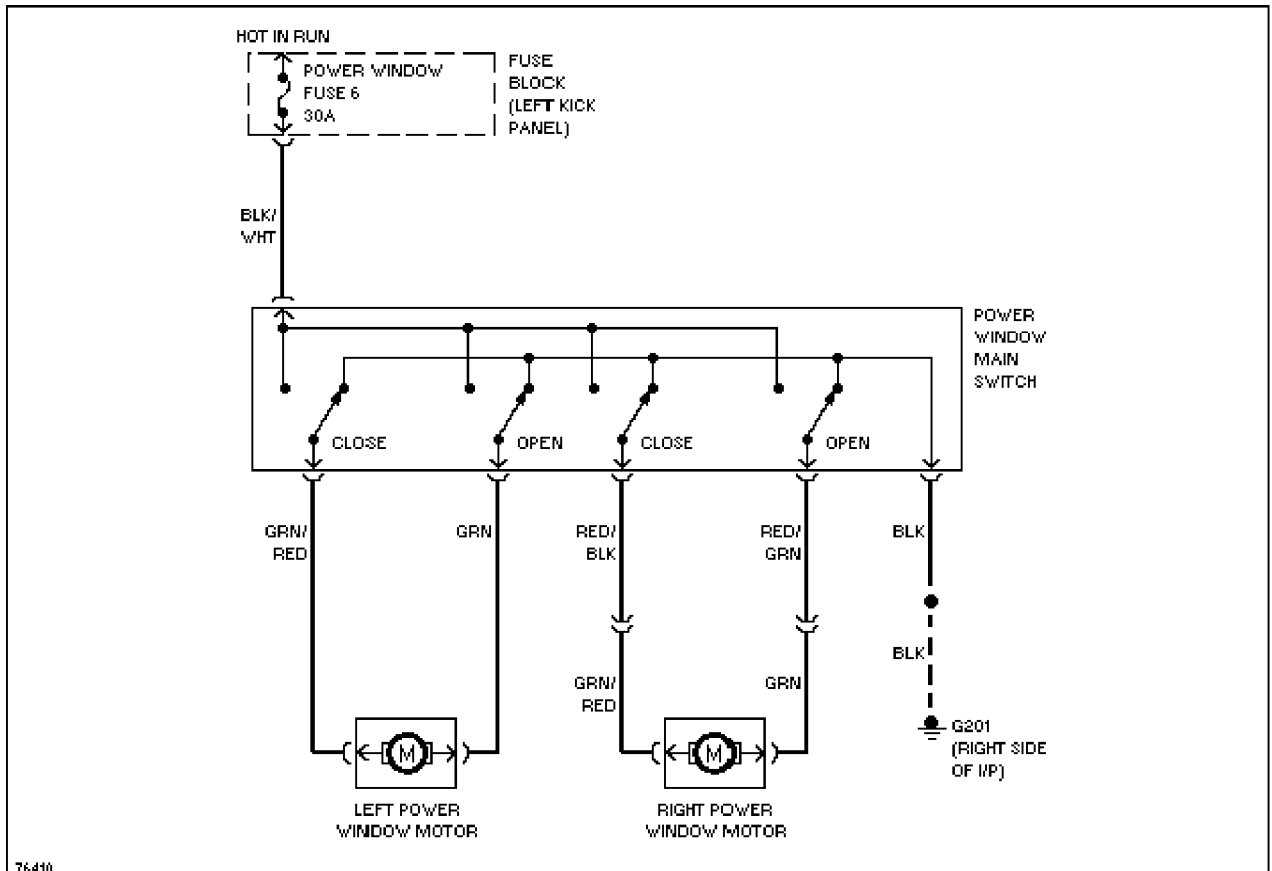 HOT IN RUN
POWER WINDOW
FUSE 6
30A
FUSE
BLOCK
(LEFT KICK
PANEL)
BLK/
WHT
POWER
WINDOW
MAIN
SWITCH
CLOSE
OPEN
CLOSE
OPEN
GRN/
RED
GRN
RED/
BLK
RED/
GRN
BLK
BLK
GRN/
RED
GRN
G201
(RIGHT SIDE
OF I/P)
M
M
LEFT POWER
WINDOW MOTOR
RIGHT POWER
WINDOW MOTOR
76410